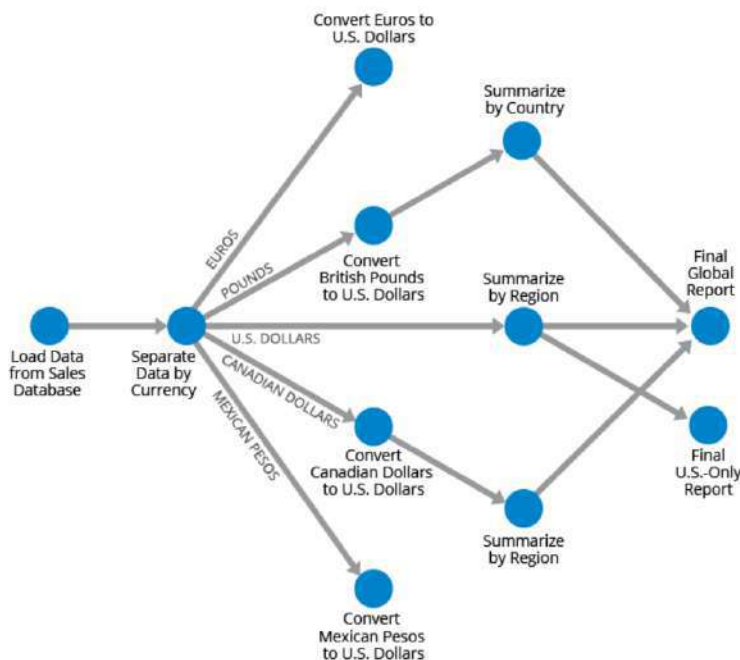 Convert Euros to
U.S. Dollars
Summarize
by Country
EUROS
POUNDS
Convert
British Pounds
to U.S. Dollars
Summarize
by Region
Final
Global
Report
Load Data
from Sales
Database
Separate
Data by
Currency
U.S. DOLLARS
CANADIAN DOLLARS
MEXICAN PESOS
Convert
Canadian Dollars
to U.S. Dollars
Final
U.S.-Only
Report
Summarize
by Region
Convert
Mexican Pesos
to U.S. Dollars